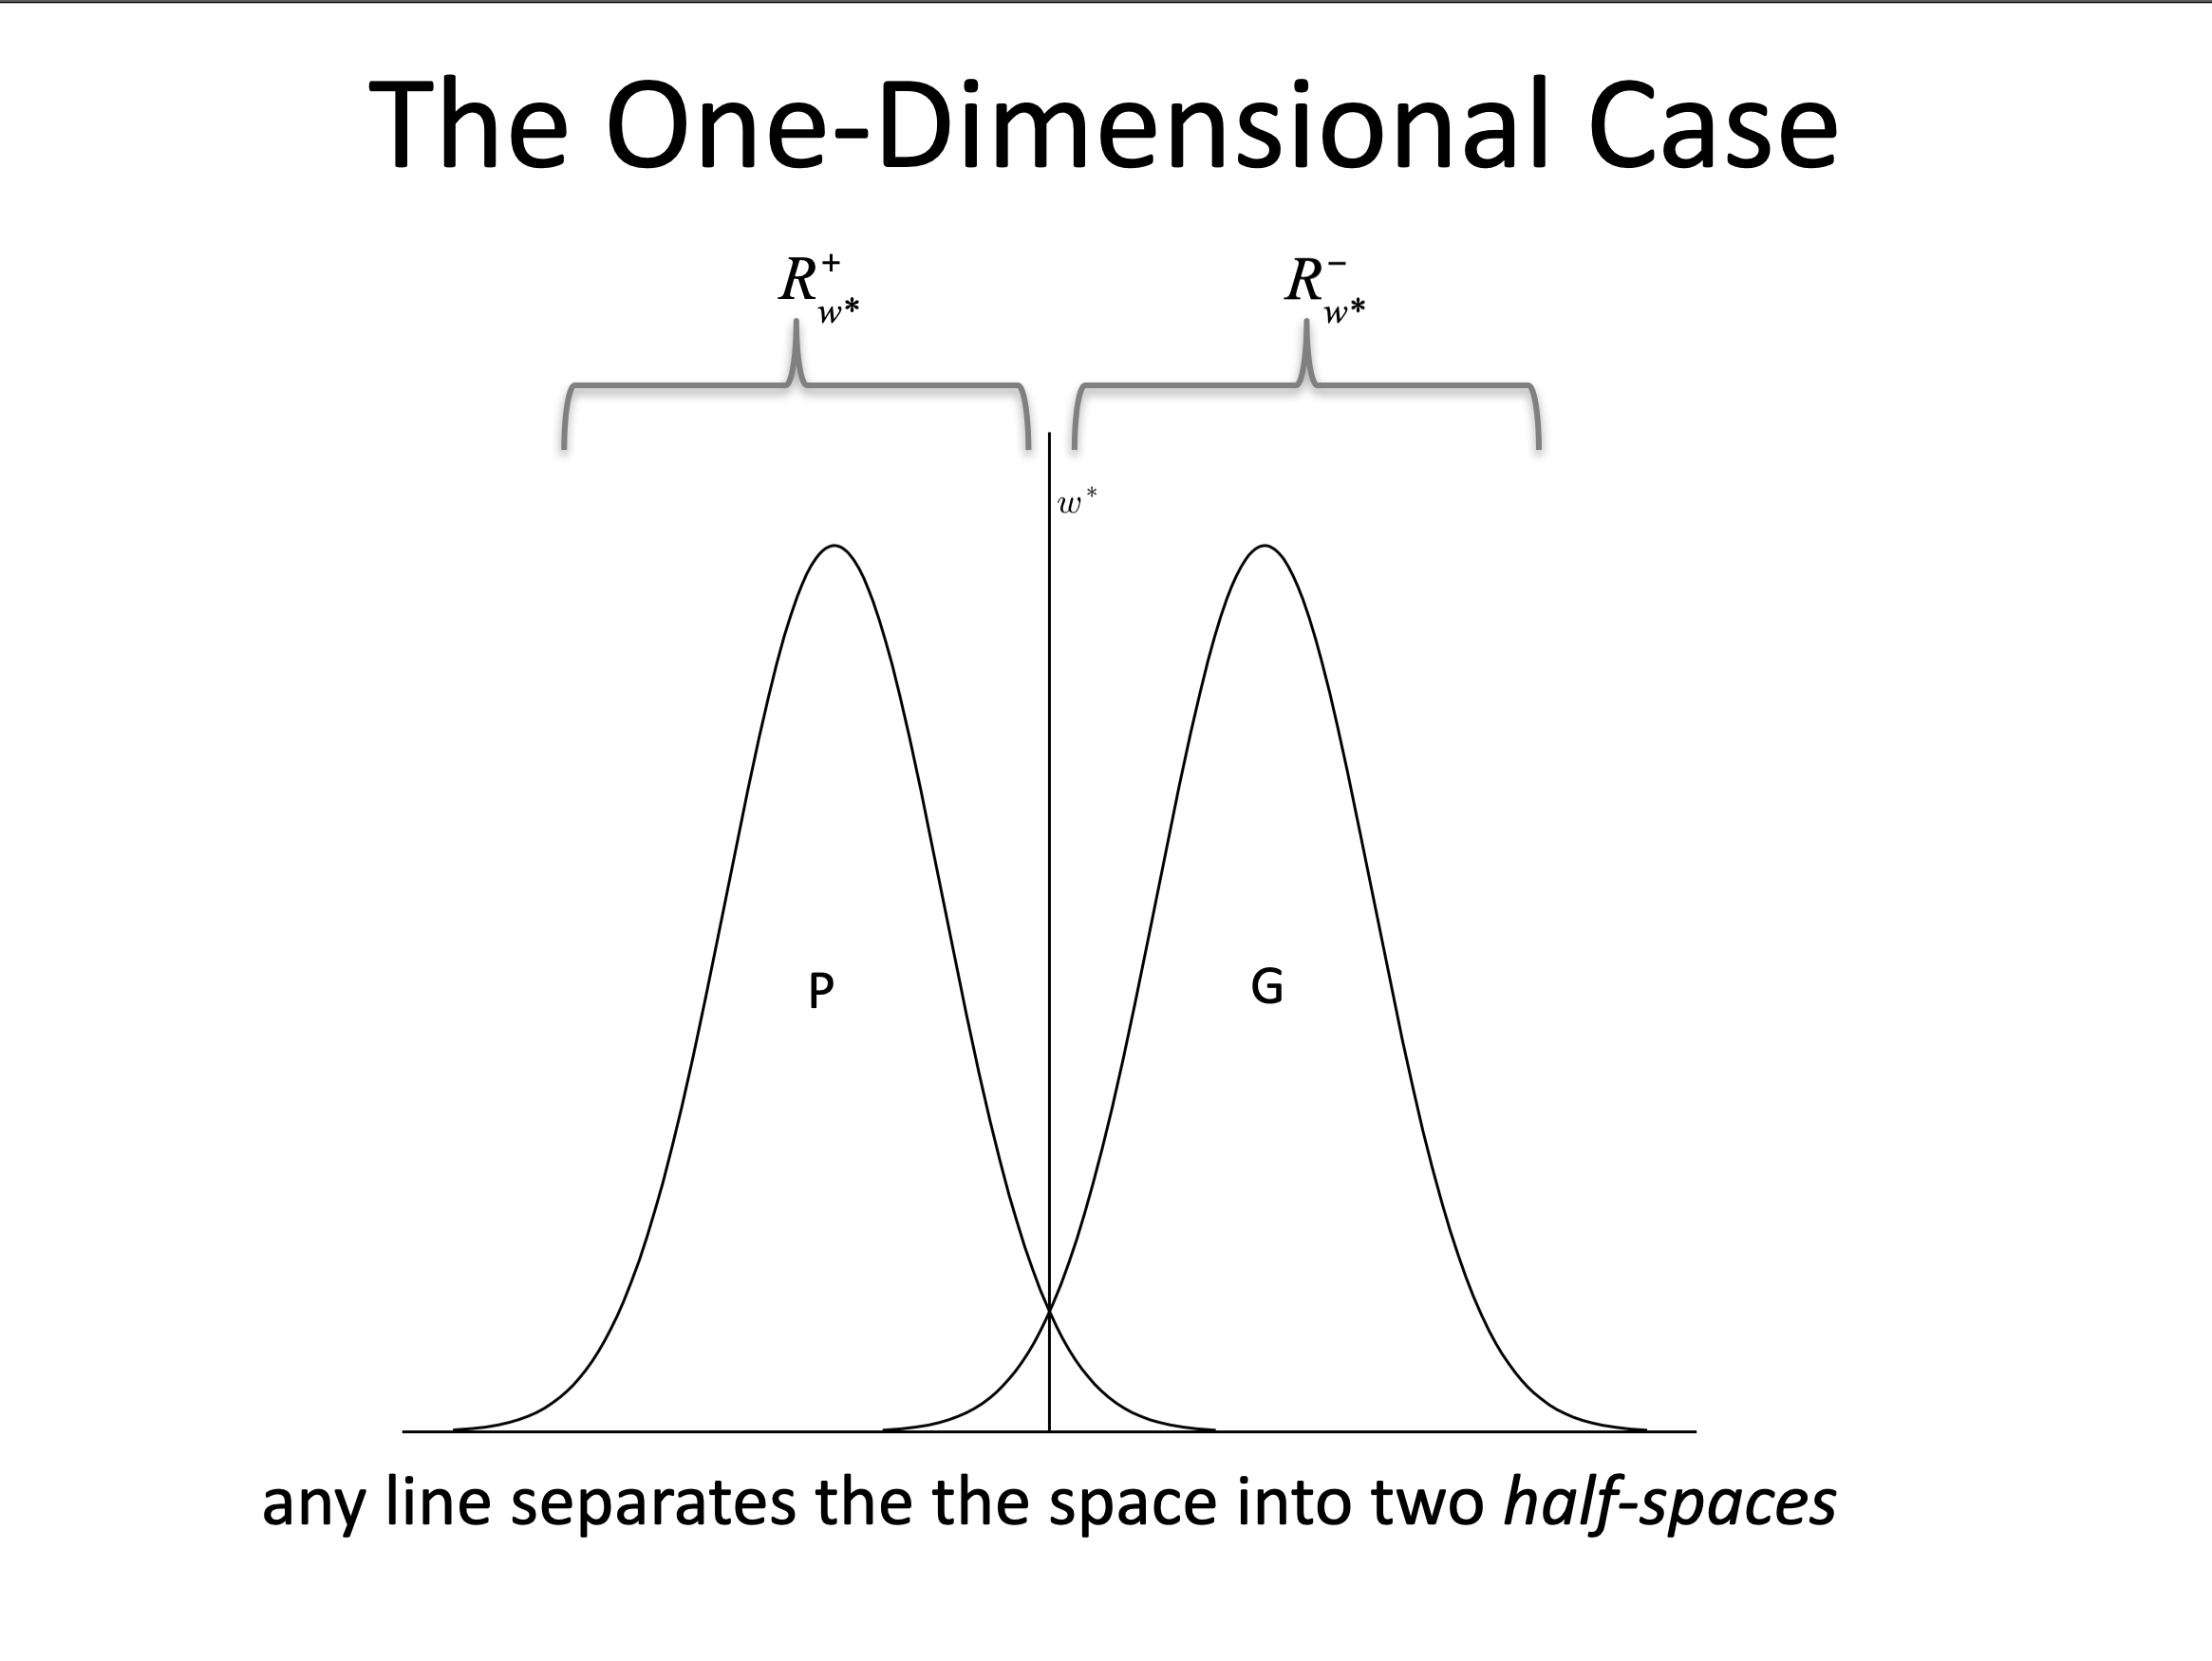 The One-Dimensional Case
R⁺w* R⁻w*
w*
P G
any line separates the the space into two half-spaces